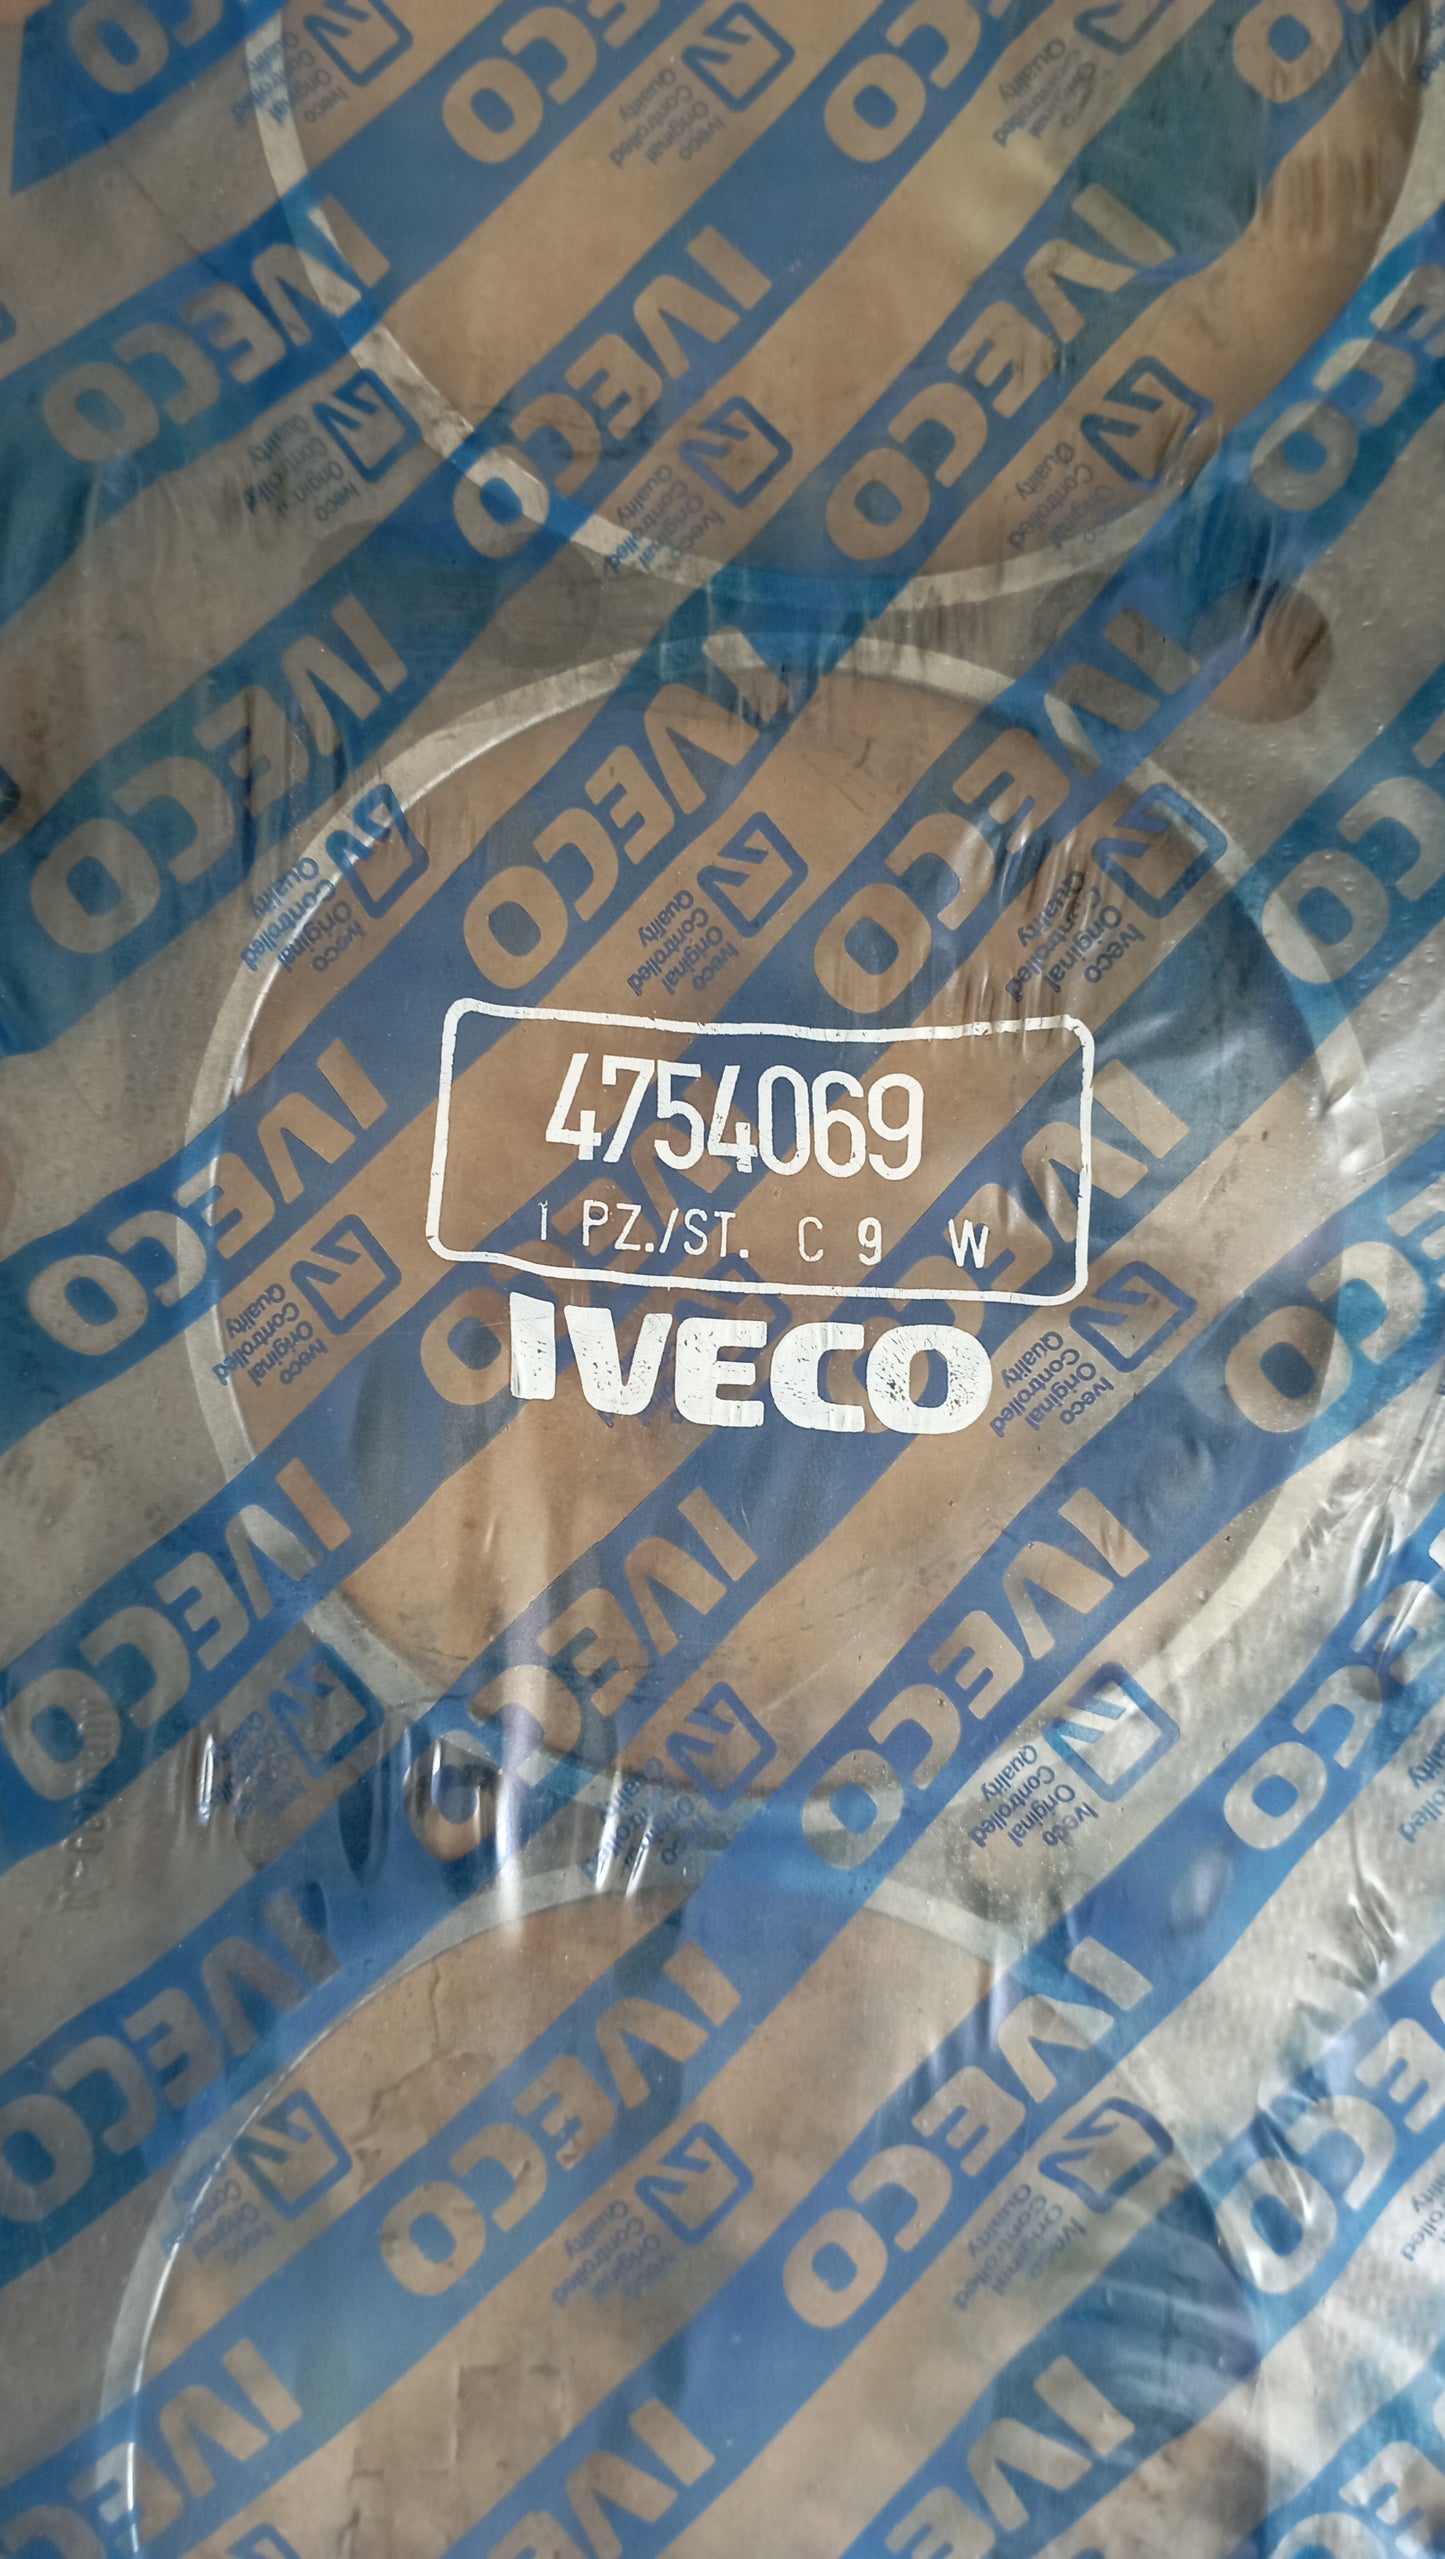 4754069
1 PZ./ST. C 9 W
IVECO
IVECO
Iveco
Original
Controlled
Quality